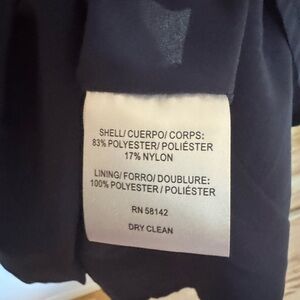 SHELL/ CUERPO/ CORPS:
83% POLYESTER/ POLIÉSTER
17% NYLON
LINING/ FORRO/ DOUBLURE:
100% POLYESTER / POLIÉSTER
RN 58142
DRY CLEAN